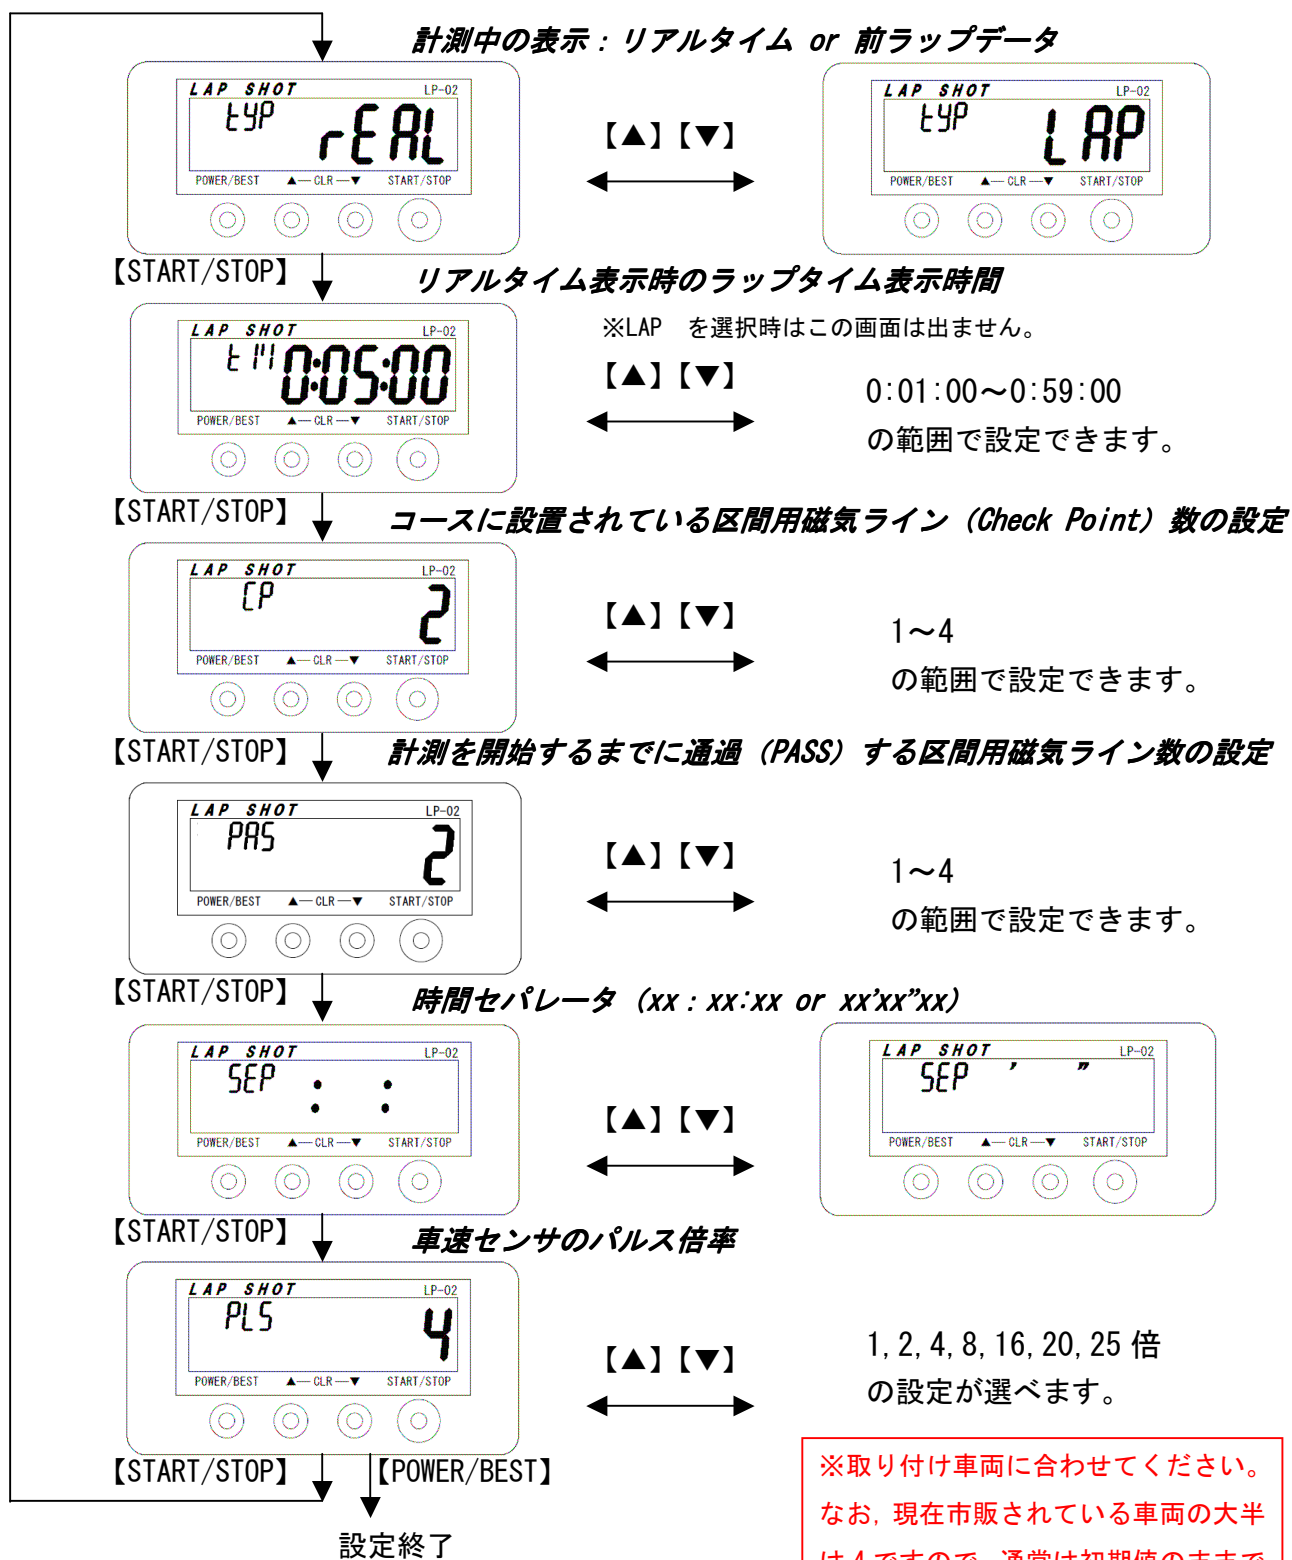 計測中の表示：リアルタイム or 前ラップデータ
LAP SHOT LP-02
typ rEAL
POWER/BEST ▲―CLR―▼ START/STOP
【▲】【▼】
LAP SHOT LP-02
typ LAP
POWER/BEST ▲―CLR―▼ START/STOP
【START/STOP】
リアルタイム表示時のラップタイム表示時間
※LAP　を選択時はこの画面は出ません。
LAP SHOT LP-02
tm 0:05:00
POWER/BEST ▲―CLR―▼ START/STOP
【▲】【▼】
0:01:00～0:59:00
の範囲で設定できます。
【START/STOP】
コースに設置されている区間用磁気ライン（Check Point）数の設定
LAP SHOT LP-02
CP 2
POWER/BEST ▲―CLR―▼ START/STOP
【▲】【▼】
1～4
の範囲で設定できます。
【START/STOP】
計測を開始するまでに通過（PASS）する区間用磁気ライン数の設定
LAP SHOT LP-02
PAS 2
POWER/BEST ▲―CLR―▼ START/STOP
【▲】【▼】
1～4
の範囲で設定できます。
【START/STOP】
時間セパレータ（xx：xx:xx or xx’xx”xx）
LAP SHOT LP-02
SEP : :
POWER/BEST ▲―CLR―▼ START/STOP
【▲】【▼】
LAP SHOT LP-02
SEP ’ ”
POWER/BEST ▲―CLR―▼ START/STOP
【START/STOP】
車速センサのパルス倍率
LAP SHOT LP-02
PLS 4
POWER/BEST ▲―CLR―▼ START/STOP
【▲】【▼】
1,2,4,8,16,20,25 倍
の設定が選べます。
【START/STOP】
【POWER/BEST】
設定終了
※取り付け車両に合わせてください。
なお，現在市販されている車両の大半
は 4 ですので，通常は初期値のままで